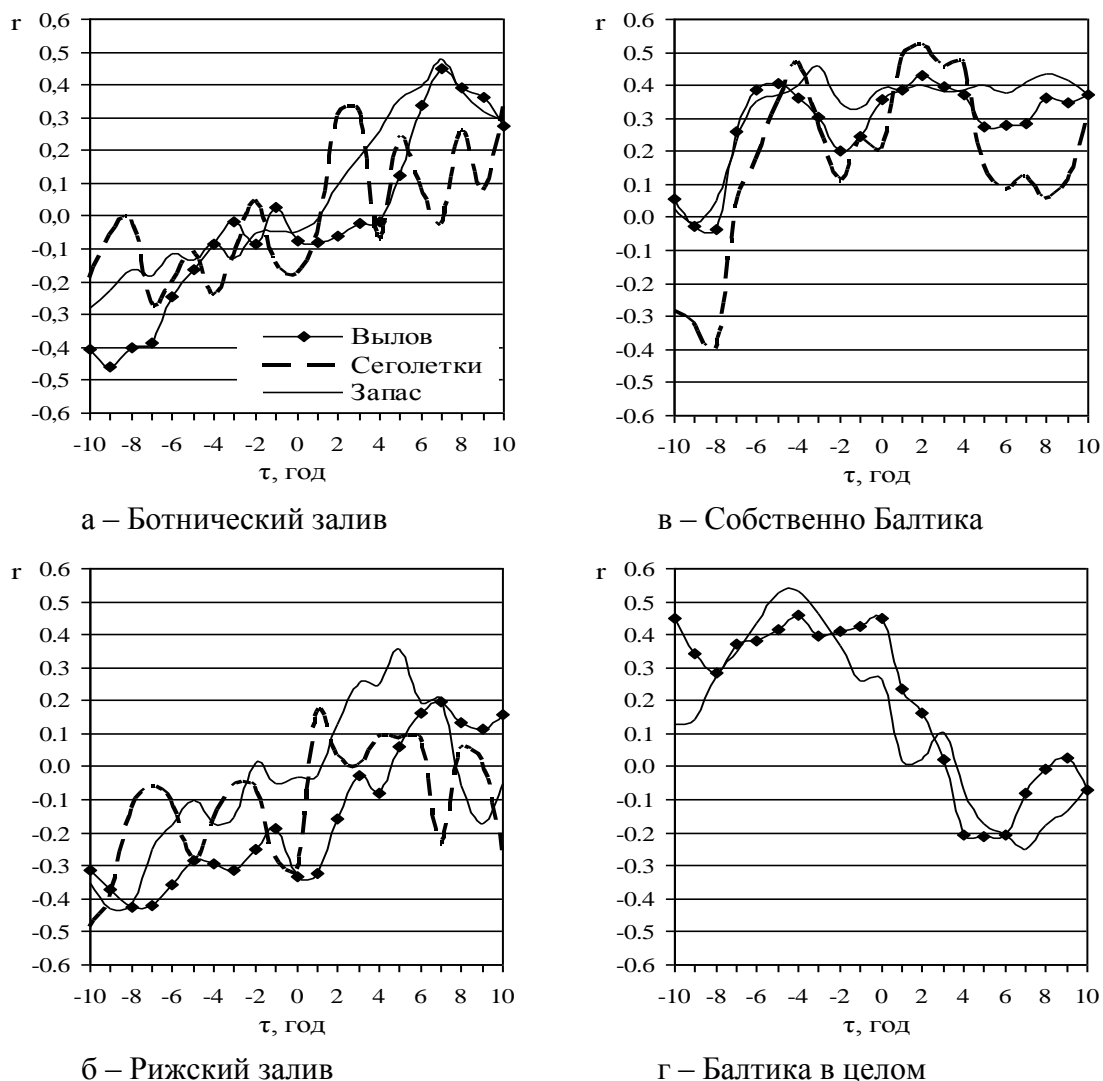 r
0,6
0,5
0,4
0,3
0,2
0,1
0.0
-0.1
-0.2
-0.3
-0.4
-0,5
-0.6
Вылов
Сеголетки
Запас
-10 -8 -6 -4 -2 0 2 4 6 8 10
τ, год
а – Ботнический залив
r
0.6
0.5
0.4
0.3
0.2
0.1
0.0
-0.1
-0.2
-0.3
-0.4
-0.5
-0.6
-10 -8 -6 -4 -2 0 2 4 6 8 10
τ, год
в – Собственно Балтика
r
0.6
0.5
0.4
0.3
0.2
0.1
0.0
-0.1
-0.2
-0.3
-0.4
-0.5
-0.6
-10 -8 -6 -4 -2 0 2 4 6 8 10
τ, год
б – Рижский залив
r
0.6
0.5
0.4
0.3
0.2
0.1
0.0
-0.1
-0.2
-0.3
-0.4
-0.5
-0.6
-10 -8 -6 -4 -2 0 2 4 6 8 10
τ, год
г – Балтика в целом